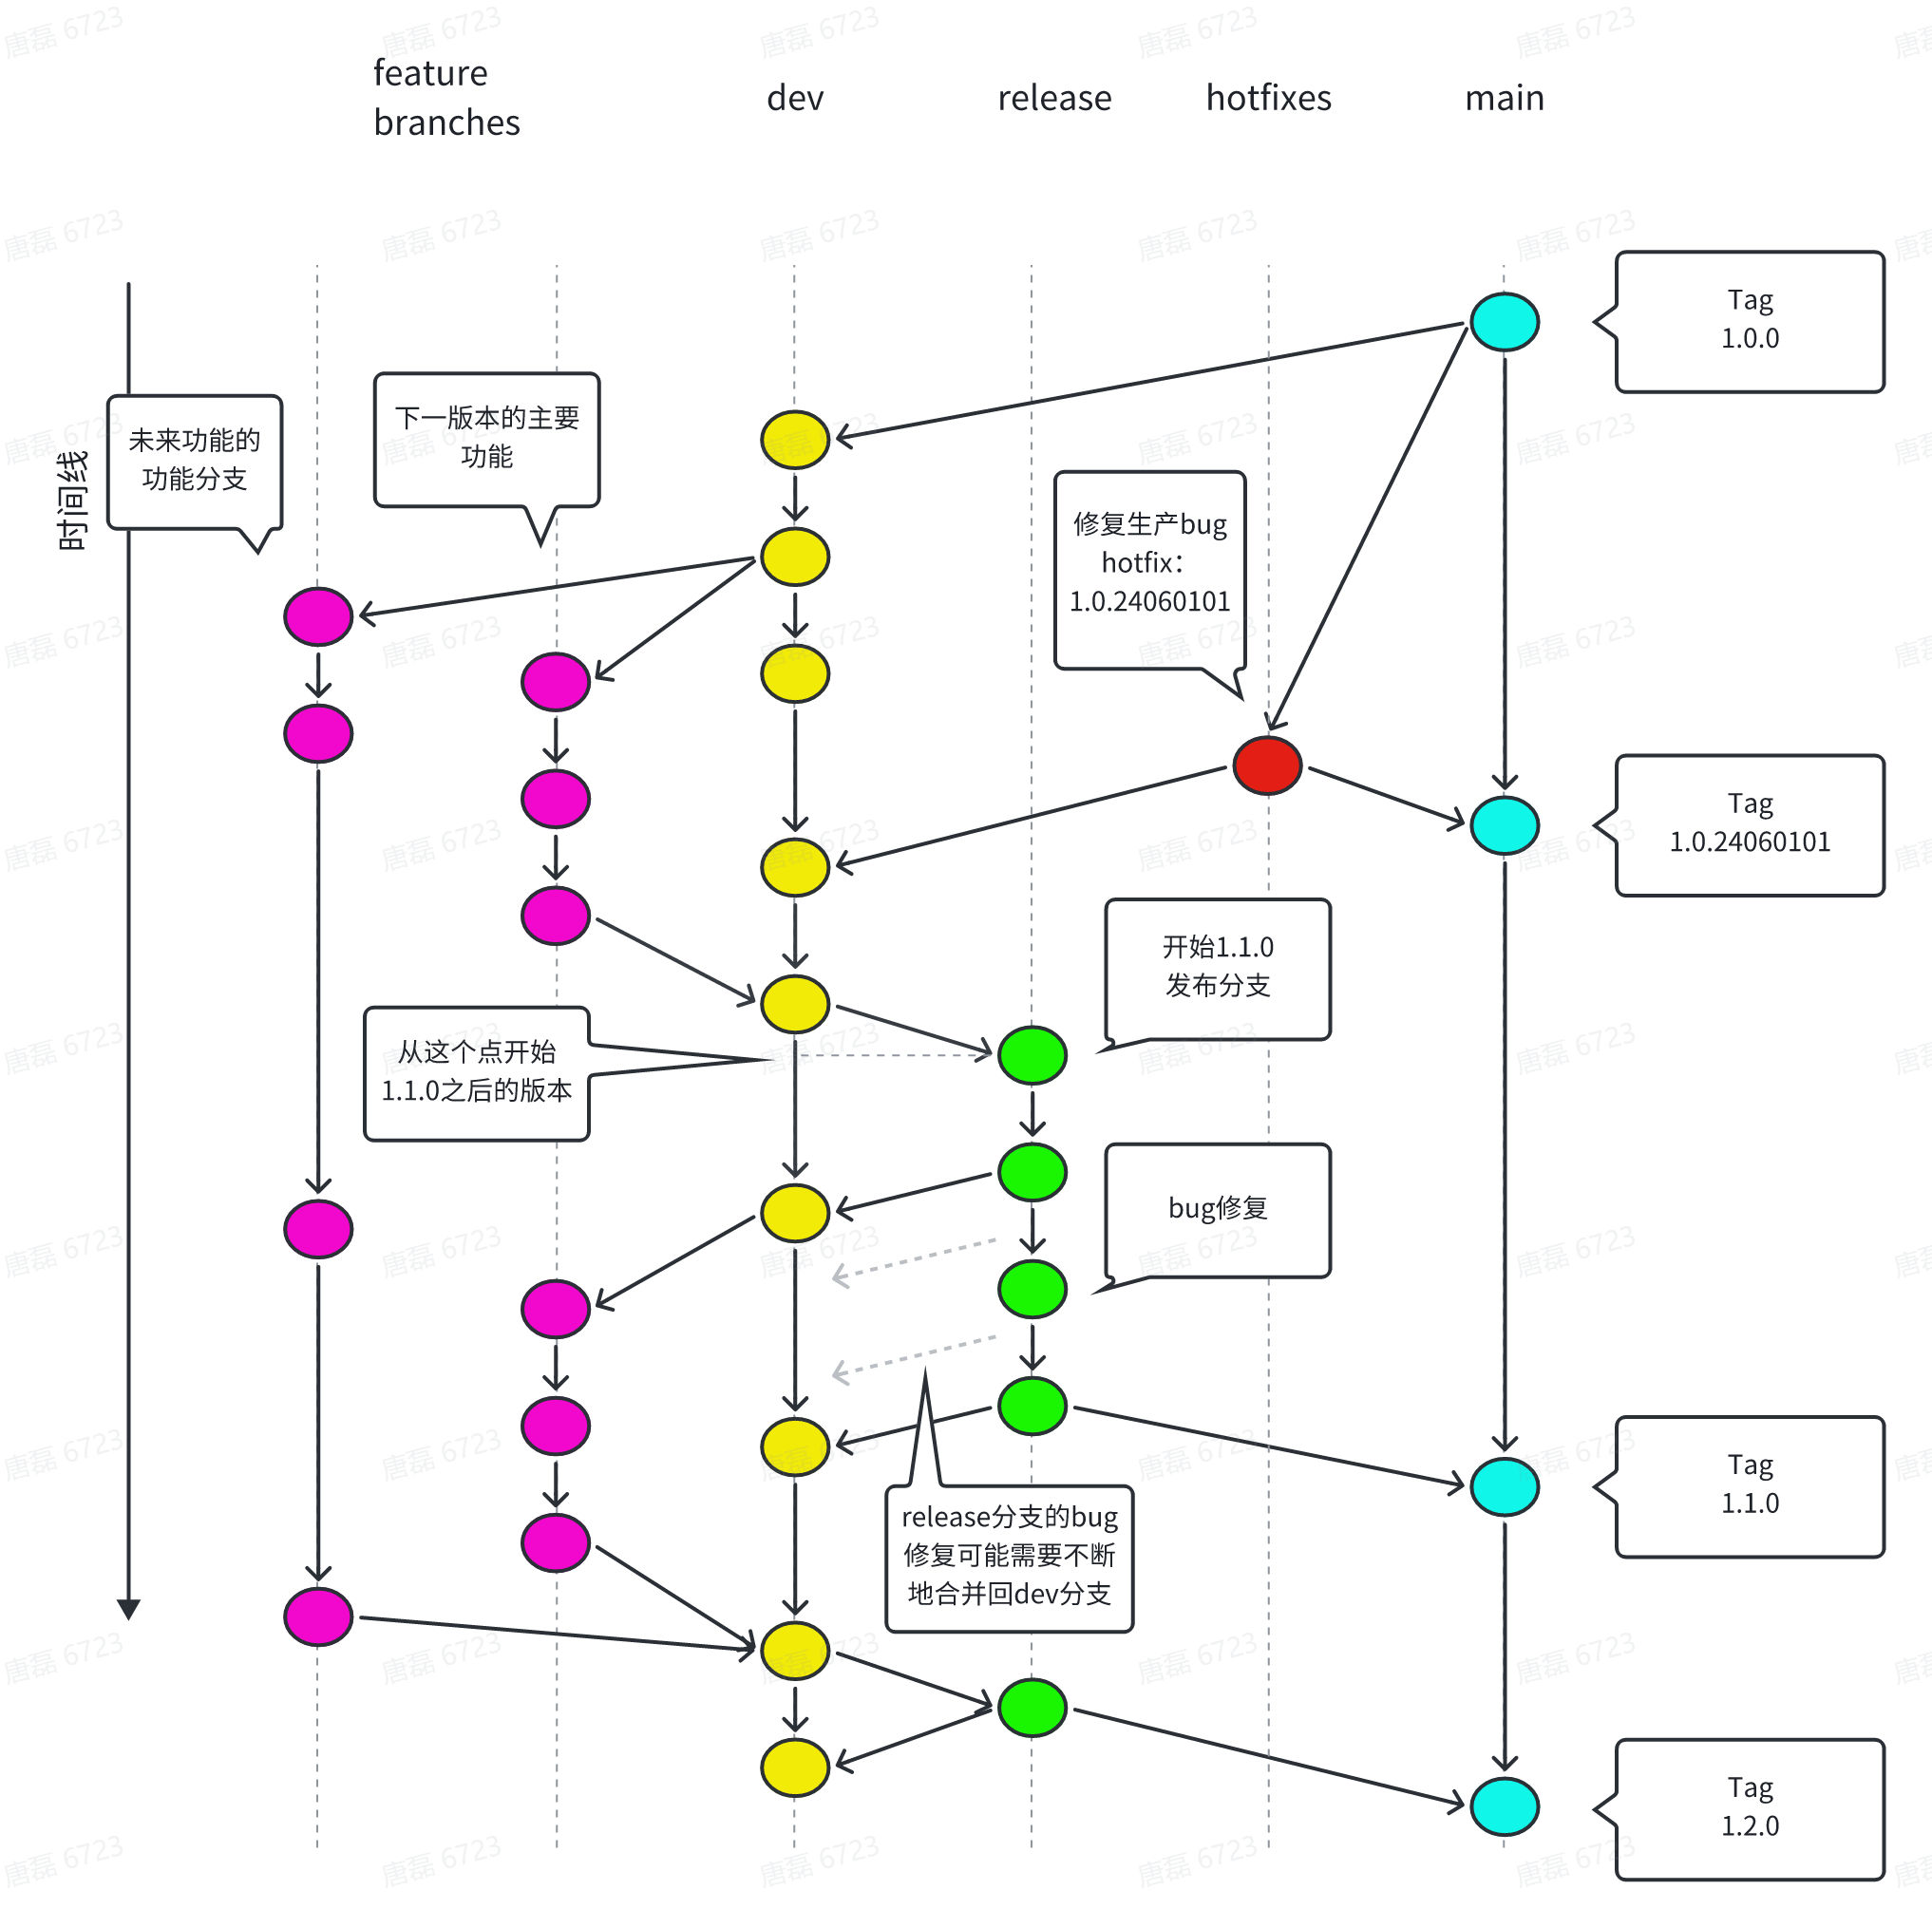 feature
branches
dev
release
hotfixes
main
Tag
1.0.0
时间线
未来功能的
功能分支
下一版本的主要
功能
修复生产bug
hotfix：
1.0.24060101
Tag
1.0.24060101
开始1.1.0
发布分支
从这个点开始
1.1.0之后的版本
bug修复
Tag
1.1.0
release分支的bug
修复可能需要不断
地合并回dev分支
Tag
1.2.0
唐磊 6723